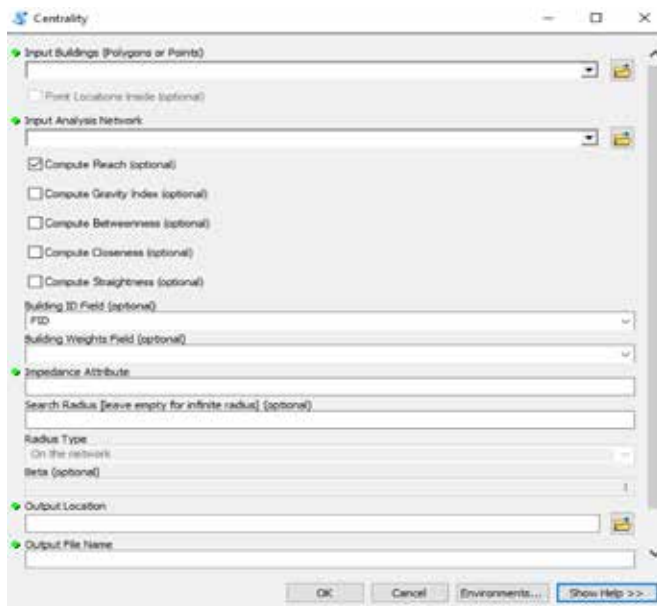 Centrality
Input Buildings (Polygons or Points)
Point Locations Inside (optional)
Input Analysis Network
Compute Reach (optional)
Compute Gravity Index (optional)
Compute Betweenness (optional)
Compute Closeness (optional)
Compute Straightness (optional)
Building ID Field (optional)
FID
Building Weights Field (optional)
Impedance Attribute
Search Radius [leave empty for infinite radius] (optional)
Radius Type
On the network
Beta (optional)
1
Output Location
Output File Name
OK Cancel Environments... Show Help >>